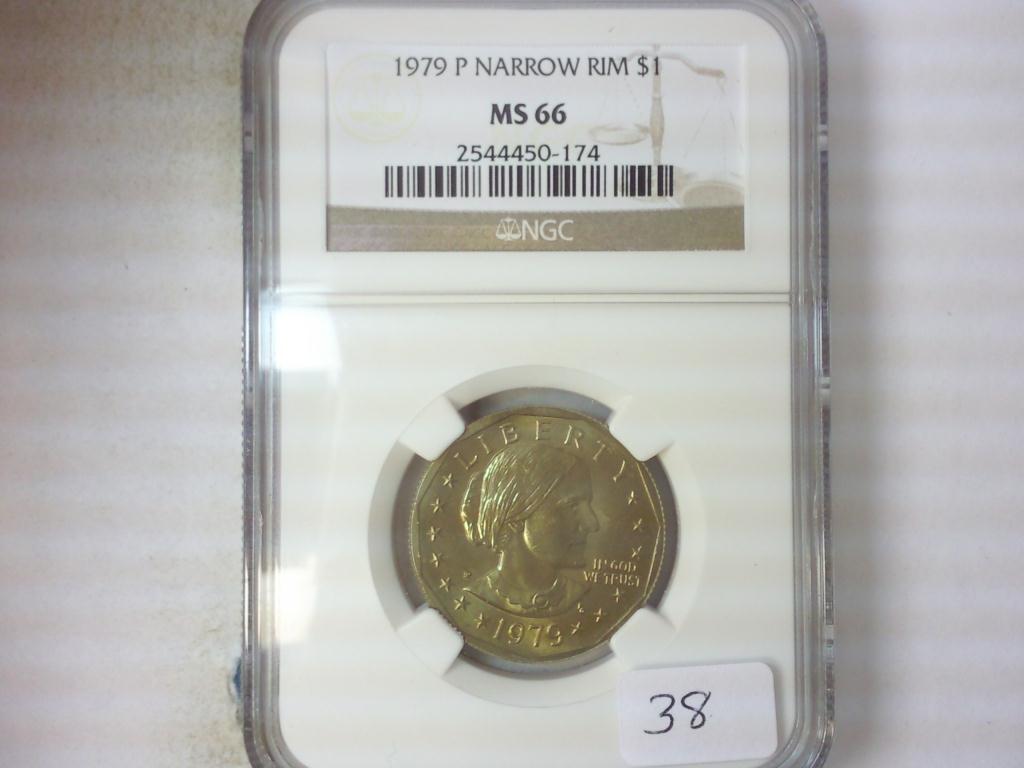 1979 P NARROW RIM $1
MS 66
2544450-174
NGC
LIBERTY
IN GOD
WE TRUST
P
1979
38